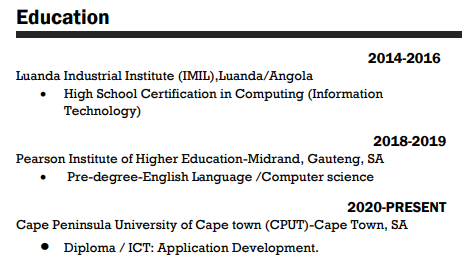 Education
2014-2016
Luanda Industrial Institute (IMIL),Luanda/Angola
• High School Certification in Computing (Information
Technology)
2018-2019
Pearson Institute of Higher Education-Midrand, Gauteng, SA
• Pre-degree-English Language /Computer science
2020-PRESENT
Cape Peninsula University of Cape town (CPUT)-Cape Town, SA
• Diploma / ICT: Application Development.